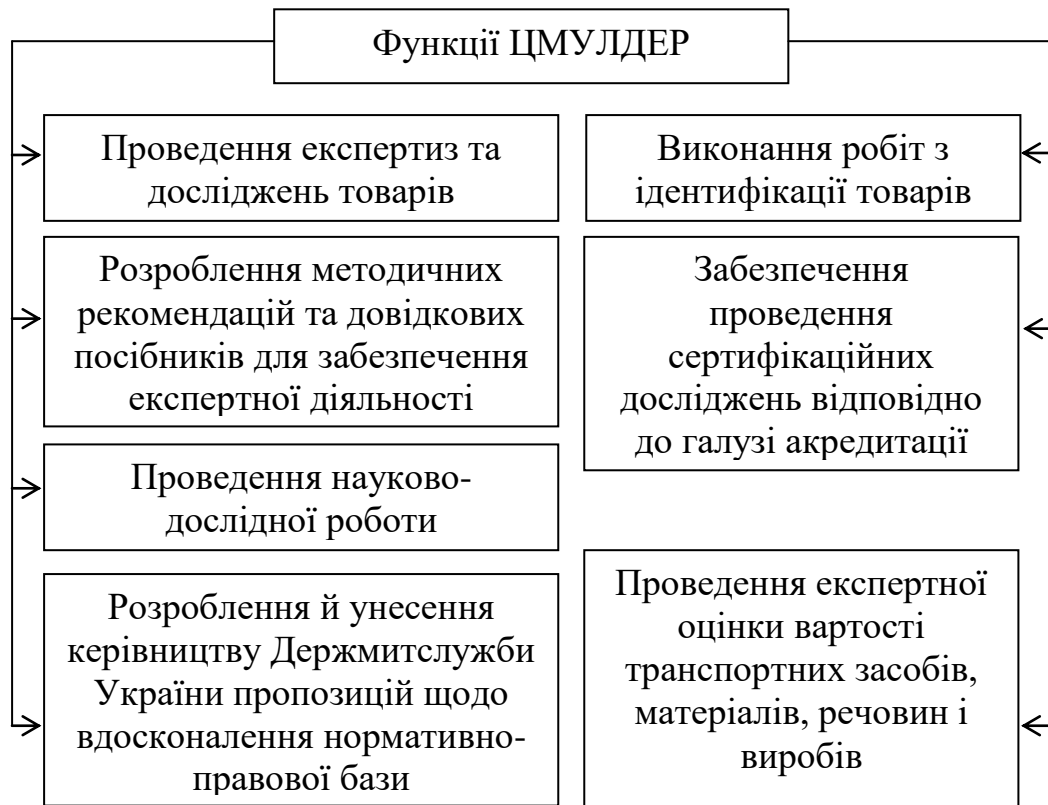 Функції ЦМУЛДЕР
Проведення експертиз та
досліджень товарів
Виконання робіт з
ідентифікації товарів
Розроблення методичних
рекомендацій та довідкових
посібників для забезпечення
експертної діяльності
Забезпечення
проведення
сертифікаційних
досліджень відповідно
до галузі акредитації
Проведення науково-
дослідної роботи
Розроблення й унесення
керівництву Держмитслужби
України пропозицій щодо
вдосконалення нормативно-
правової бази
Проведення експертної
оцінки вартості
транспортних засобів,
матеріалів, речовин і
виробів